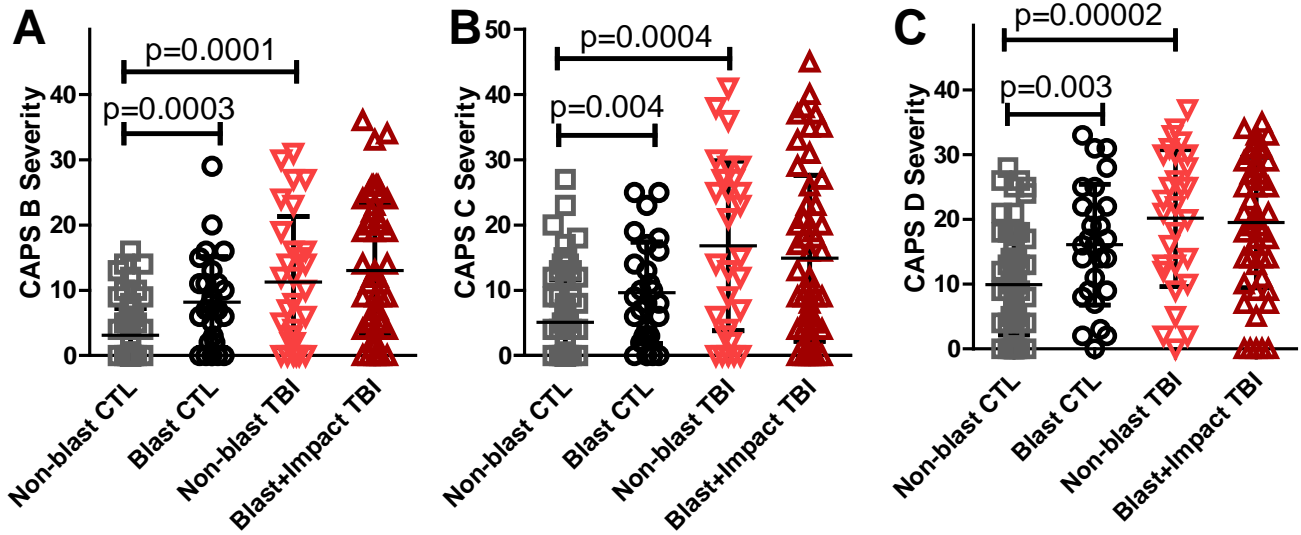 A
CAPS B Severity
p=0.0001
p=0.0003
40
30
20
10
0
Non-blast CTL
Blast CTL
Non-blast TBI
Blast+Impact TBI
B
CAPS C Severity
p=0.0004
p=0.004
50
40
30
20
10
0
Non-blast CTL
Blast CTL
Non-blast TBI
Blast+Impact TBI
C
CAPS D Severity
p=0.00002
p=0.003
40
30
20
10
0
Non-blast CTL
Blast CTL
Non-blast TBI
Blast+Impact TBI